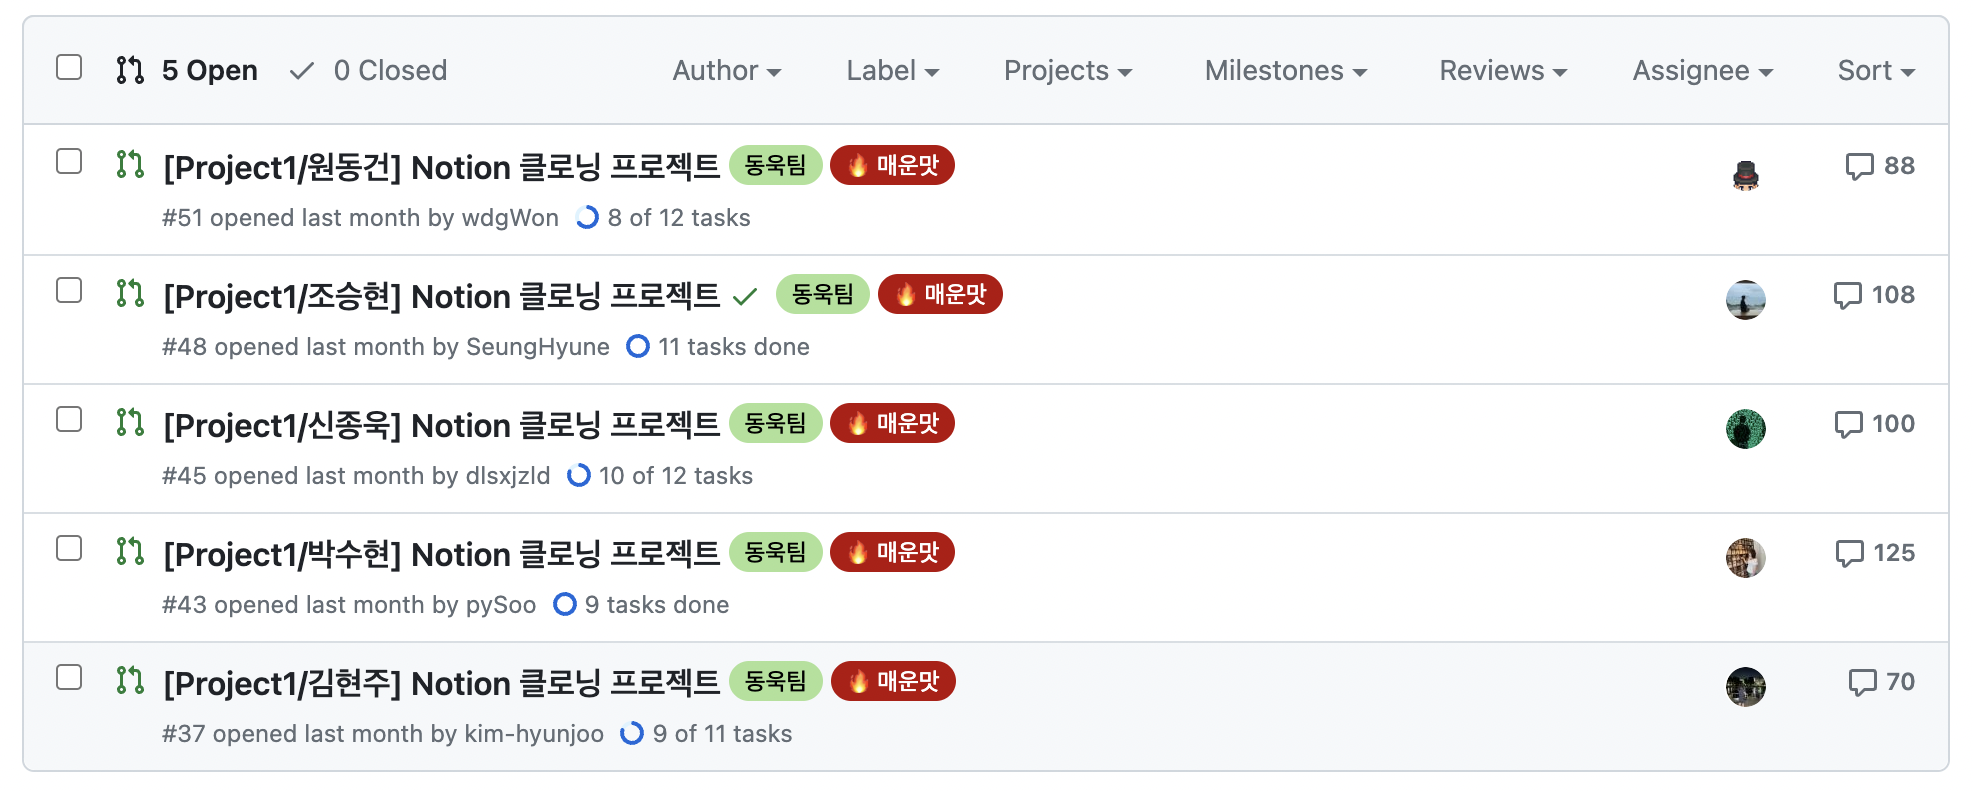 5 Open 0 Closed Author Label Projects Milestones Reviews Assignee Sort
[Project1/원동건] Notion 클로닝 프로젝트 동욱팀 🔥 매운맛 88
#51 opened last month by wdgWon 8 of 12 tasks
[Project1/조승현] Notion 클로닝 프로젝트 동욱팀 🔥 매운맛 108
#48 opened last month by SeungHyune 11 tasks done
[Project1/신종욱] Notion 클로닝 프로젝트 동욱팀 🔥 매운맛 100
#45 opened last month by dlsxjzld 10 of 12 tasks
[Project1/박수현] Notion 클로닝 프로젝트 동욱팀 🔥 매운맛 125
#43 opened last month by pySoo 9 tasks done
[Project1/김현주] Notion 클로닝 프로젝트 동욱팀 🔥 매운맛 70
#37 opened last month by kim-hyunjoo 9 of 11 tasks